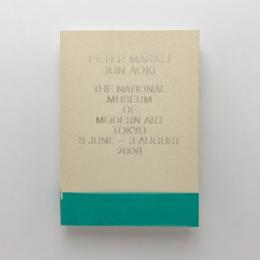 PETER MÄRKLI
JUN AOKI
THE NATIONAL
MUSEUM
OF
MODERN ART
TOKYO
3 JUNE – 3 AUGUST
2008